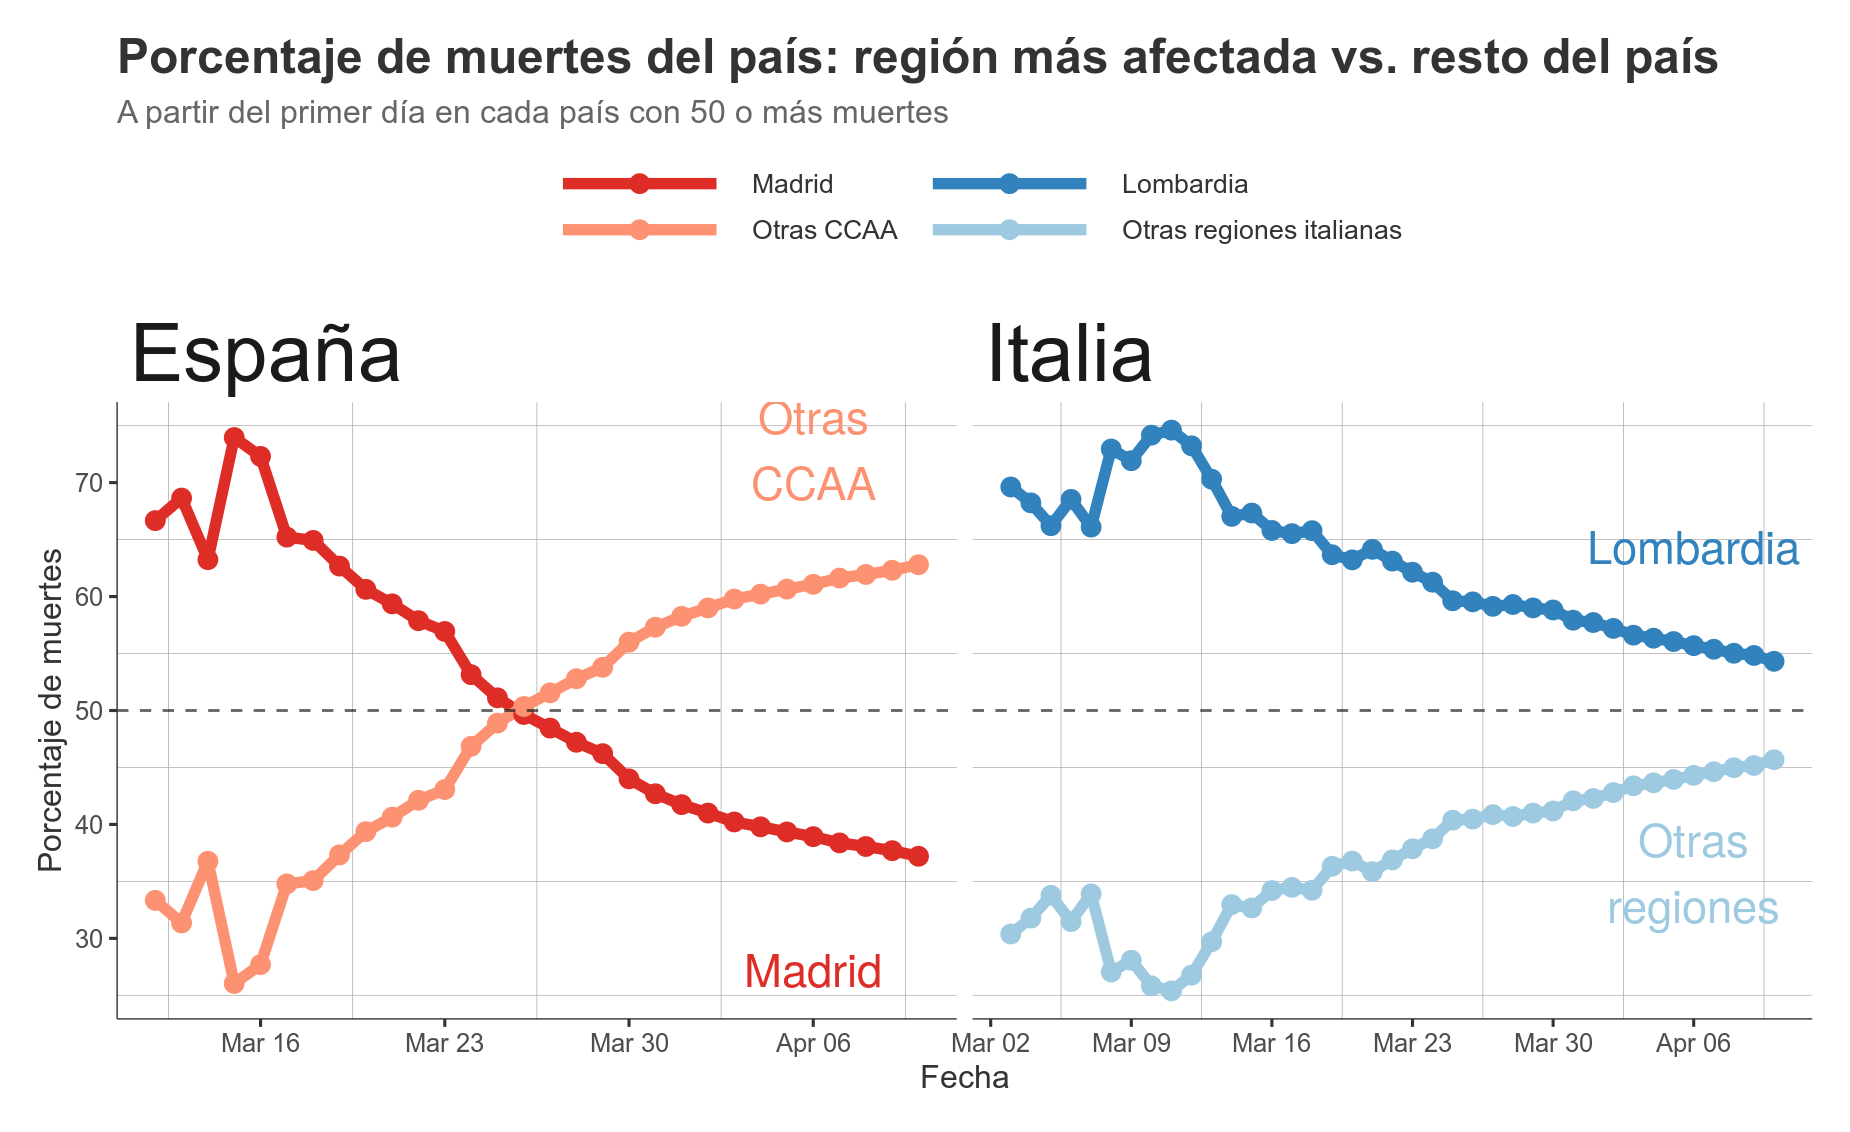 Porcentaje de muertes del país: región más afectada vs. resto del país
A partir del primer día en cada país con 50 o más muertes
Madrid
Lombardia
Otras CCAA
Otras regiones italianas
España
Italia
Otras
CCAA
Madrid
Lombardia
Otras
regiones
Porcentaje de muertes
70
60
50
40
30
Mar 16
Mar 23
Mar 30
Apr 06
Mar 02
Mar 09
Mar 16
Mar 23
Mar 30
Apr 06
Fecha